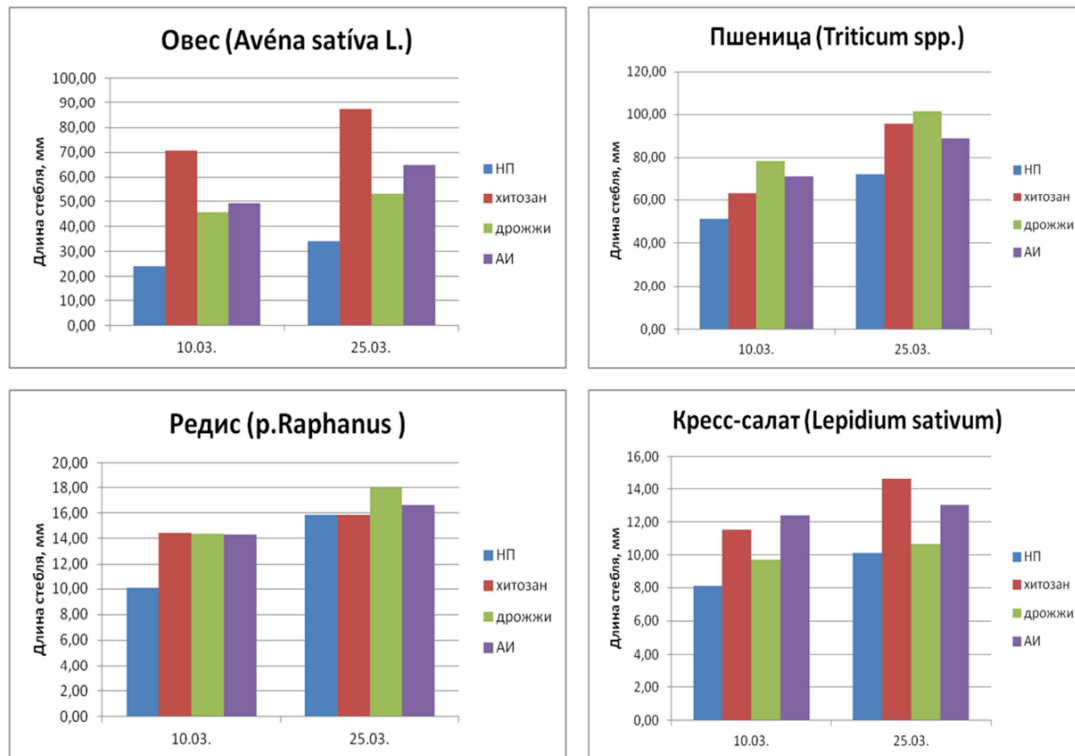 Овес (Avéna satíva L.)
Длина стебля, мм
100,00
90,00
80,00
70,00
60,00
50,00
40,00
30,00
20,00
10,00
0,00
10.03.
25.03.
НП
хитозан
дрожжи
АИ
Пшеница (Triticum spp.)
Длина стебля, мм
120,00
100,00
80,00
60,00
40,00
20,00
0,00
10.03.
25.03.
НП
хитозан
дрожжи
АИ
Редис (р.Raphanus )
Длина стебля, мм
20,00
18,00
16,00
14,00
12,00
10,00
8,00
6,00
4,00
2,00
0,00
10.03.
25.03.
НП
хитозан
дрожжи
АИ
Кресс-салат (Lepidium sativum)
Длина стебля, мм
16,00
14,00
12,00
10,00
8,00
6,00
4,00
2,00
0,00
10.03.
25.03.
НП
хитозан
дрожжи
АИ